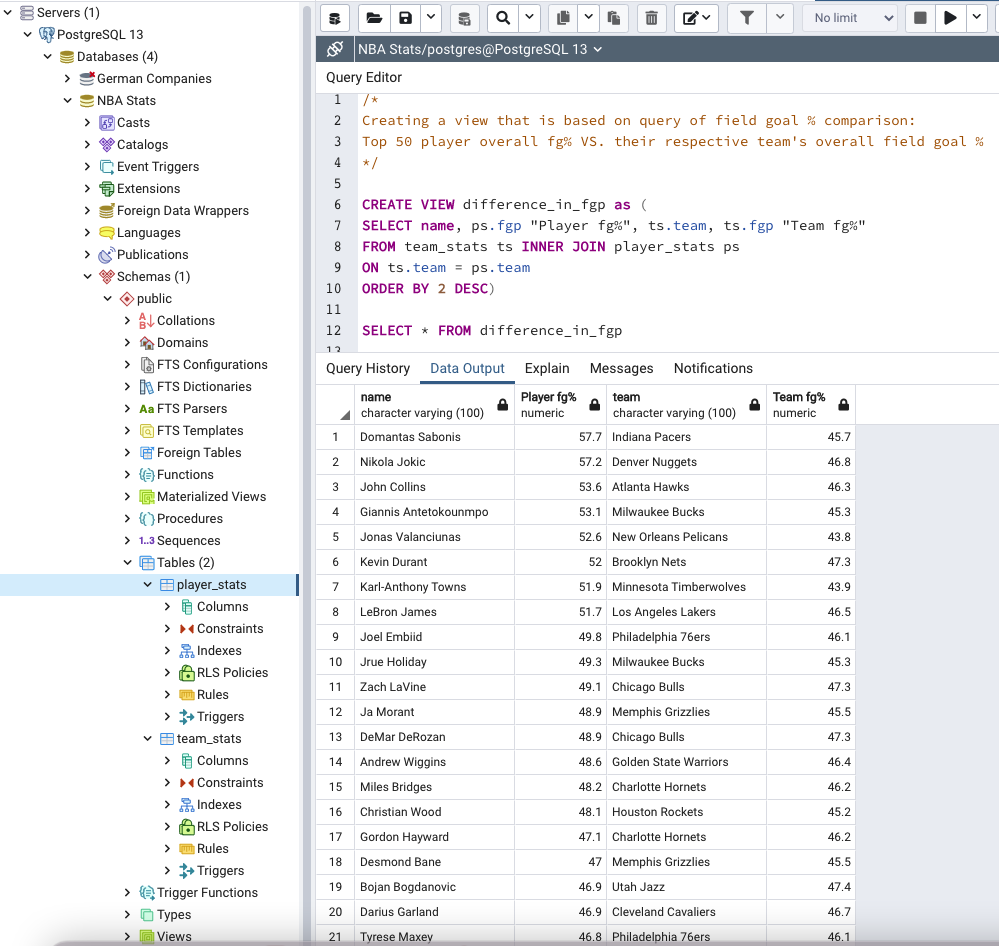 Servers (1)
PostgreSQL 13
Databases (4)
German Companies
NBA Stats
Casts
Catalogs
Event Triggers
Extensions
Foreign Data Wrappers
Languages
Publications
Schemas (1)
public
Collations
Domains
FTS Configurations
FTS Dictionaries
Aa FTS Parsers
FTS Templates
Foreign Tables
Functions
Materialized Views
Procedures
1..3 Sequences
Tables (2)
player_stats
Columns
Constraints
Indexes
RLS Policies
Rules
Triggers
team_stats
Columns
Constraints
Indexes
RLS Policies
Rules
Triggers
Trigger Functions
Types
Views
No limit
NBA Stats/postgres@PostgreSQL 13
Query Editor
1 /*
2 Creating a view that is based on query of field goal % comparison:
3 Top 50 player overall fg% VS. their respective team's overall field goal %
4 */
5
6 CREATE VIEW difference_in_fgp as (
7 SELECT name, ps.fgp "Player fg%", ts.team, ts.fgp "Team fg%"
8 FROM team_stats ts INNER JOIN player_stats ps
9 ON ts.team = ps.team
10 ORDER BY 2 DESC)
11
12 SELECT * FROM difference_in_fgp
13
Query History Data Output Explain Messages Notifications
name Player fg% team Team fg%
character varying (100) numeric character varying (100) numeric
1 Domantas Sabonis 57.7 Indiana Pacers 45.7
2 Nikola Jokic 57.2 Denver Nuggets 46.8
3 John Collins 53.6 Atlanta Hawks 46.3
4 Giannis Antetokounmpo 53.1 Milwaukee Bucks 45.3
5 Jonas Valanciunas 52.6 New Orleans Pelicans 43.8
6 Kevin Durant 52 Brooklyn Nets 47.3
7 Karl-Anthony Towns 51.9 Minnesota Timberwolves 43.9
8 LeBron James 51.7 Los Angeles Lakers 46.5
9 Joel Embiid 49.8 Philadelphia 76ers 46.1
10 Jrue Holiday 49.3 Milwaukee Bucks 45.3
11 Zach LaVine 49.1 Chicago Bulls 47.3
12 Ja Morant 48.9 Memphis Grizzlies 45.5
13 DeMar DeRozan 48.9 Chicago Bulls 47.3
14 Andrew Wiggins 48.6 Golden State Warriors 46.4
15 Miles Bridges 48.2 Charlotte Hornets 46.2
16 Christian Wood 48.1 Houston Rockets 45.2
17 Gordon Hayward 47.1 Charlotte Hornets 46.2
18 Desmond Bane 47 Memphis Grizzlies 45.5
19 Bojan Bogdanovic 46.9 Utah Jazz 47.4
20 Darius Garland 46.9 Cleveland Cavaliers 46.7
21 Tyrese Maxey 46.8 Philadelphia 76ers 46.1